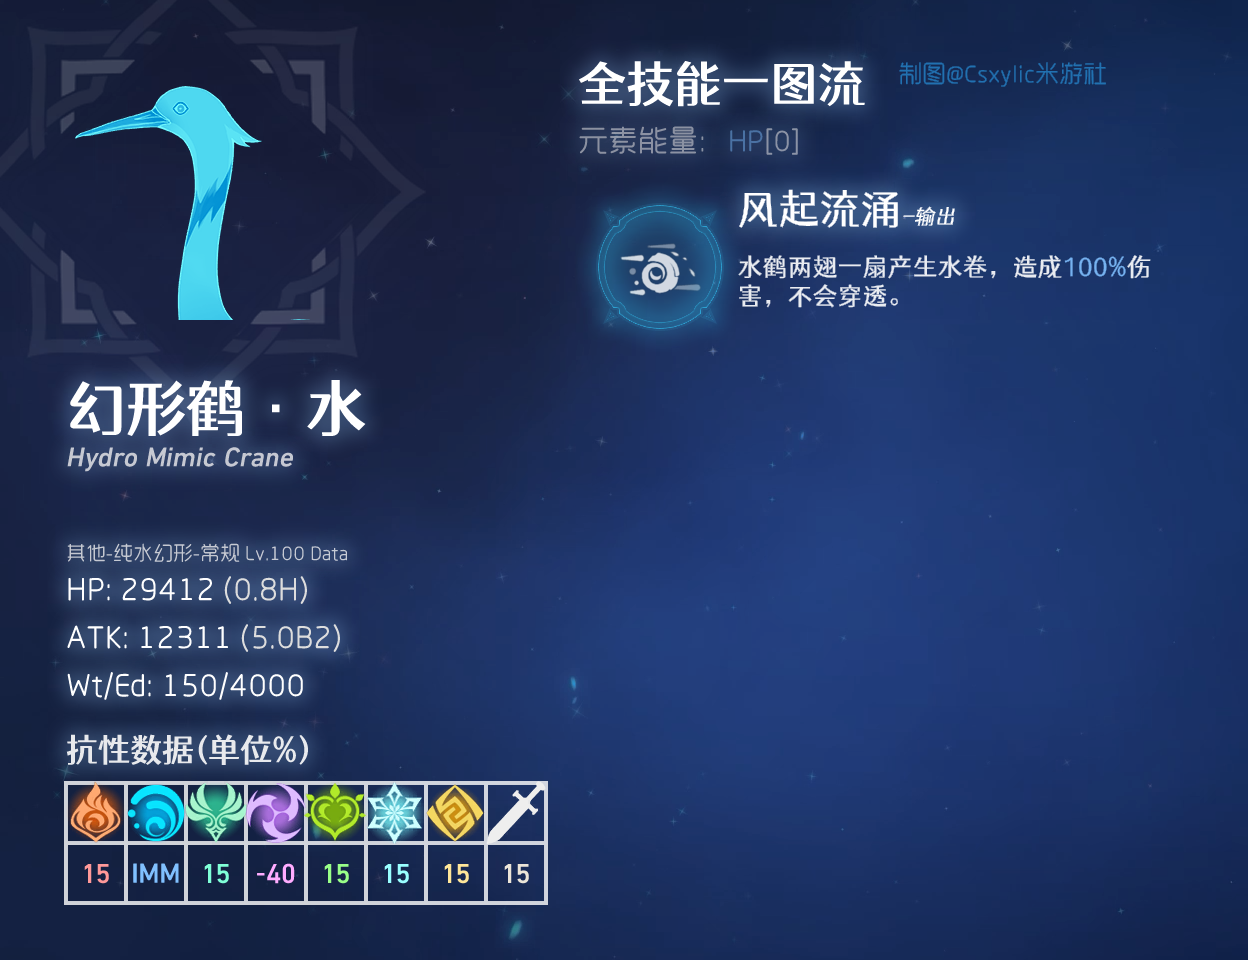 全技能一图流
制图@Csxylic米游社
元素能量: HP[0]
风起流涌-输出
水鹤两翅一扇产生水卷，造成100%伤
害，不会穿透。
幻形鹤·水
Hydro Mimic Crane
其他-纯水幻形-常规 Lv.100 Data
HP: 29412 (0.8H)
ATK: 12311 (5.0B2)
Wt/Ed: 150/4000
抗性数据(单位%)
15 IMM 15 -40 15 15 15 15